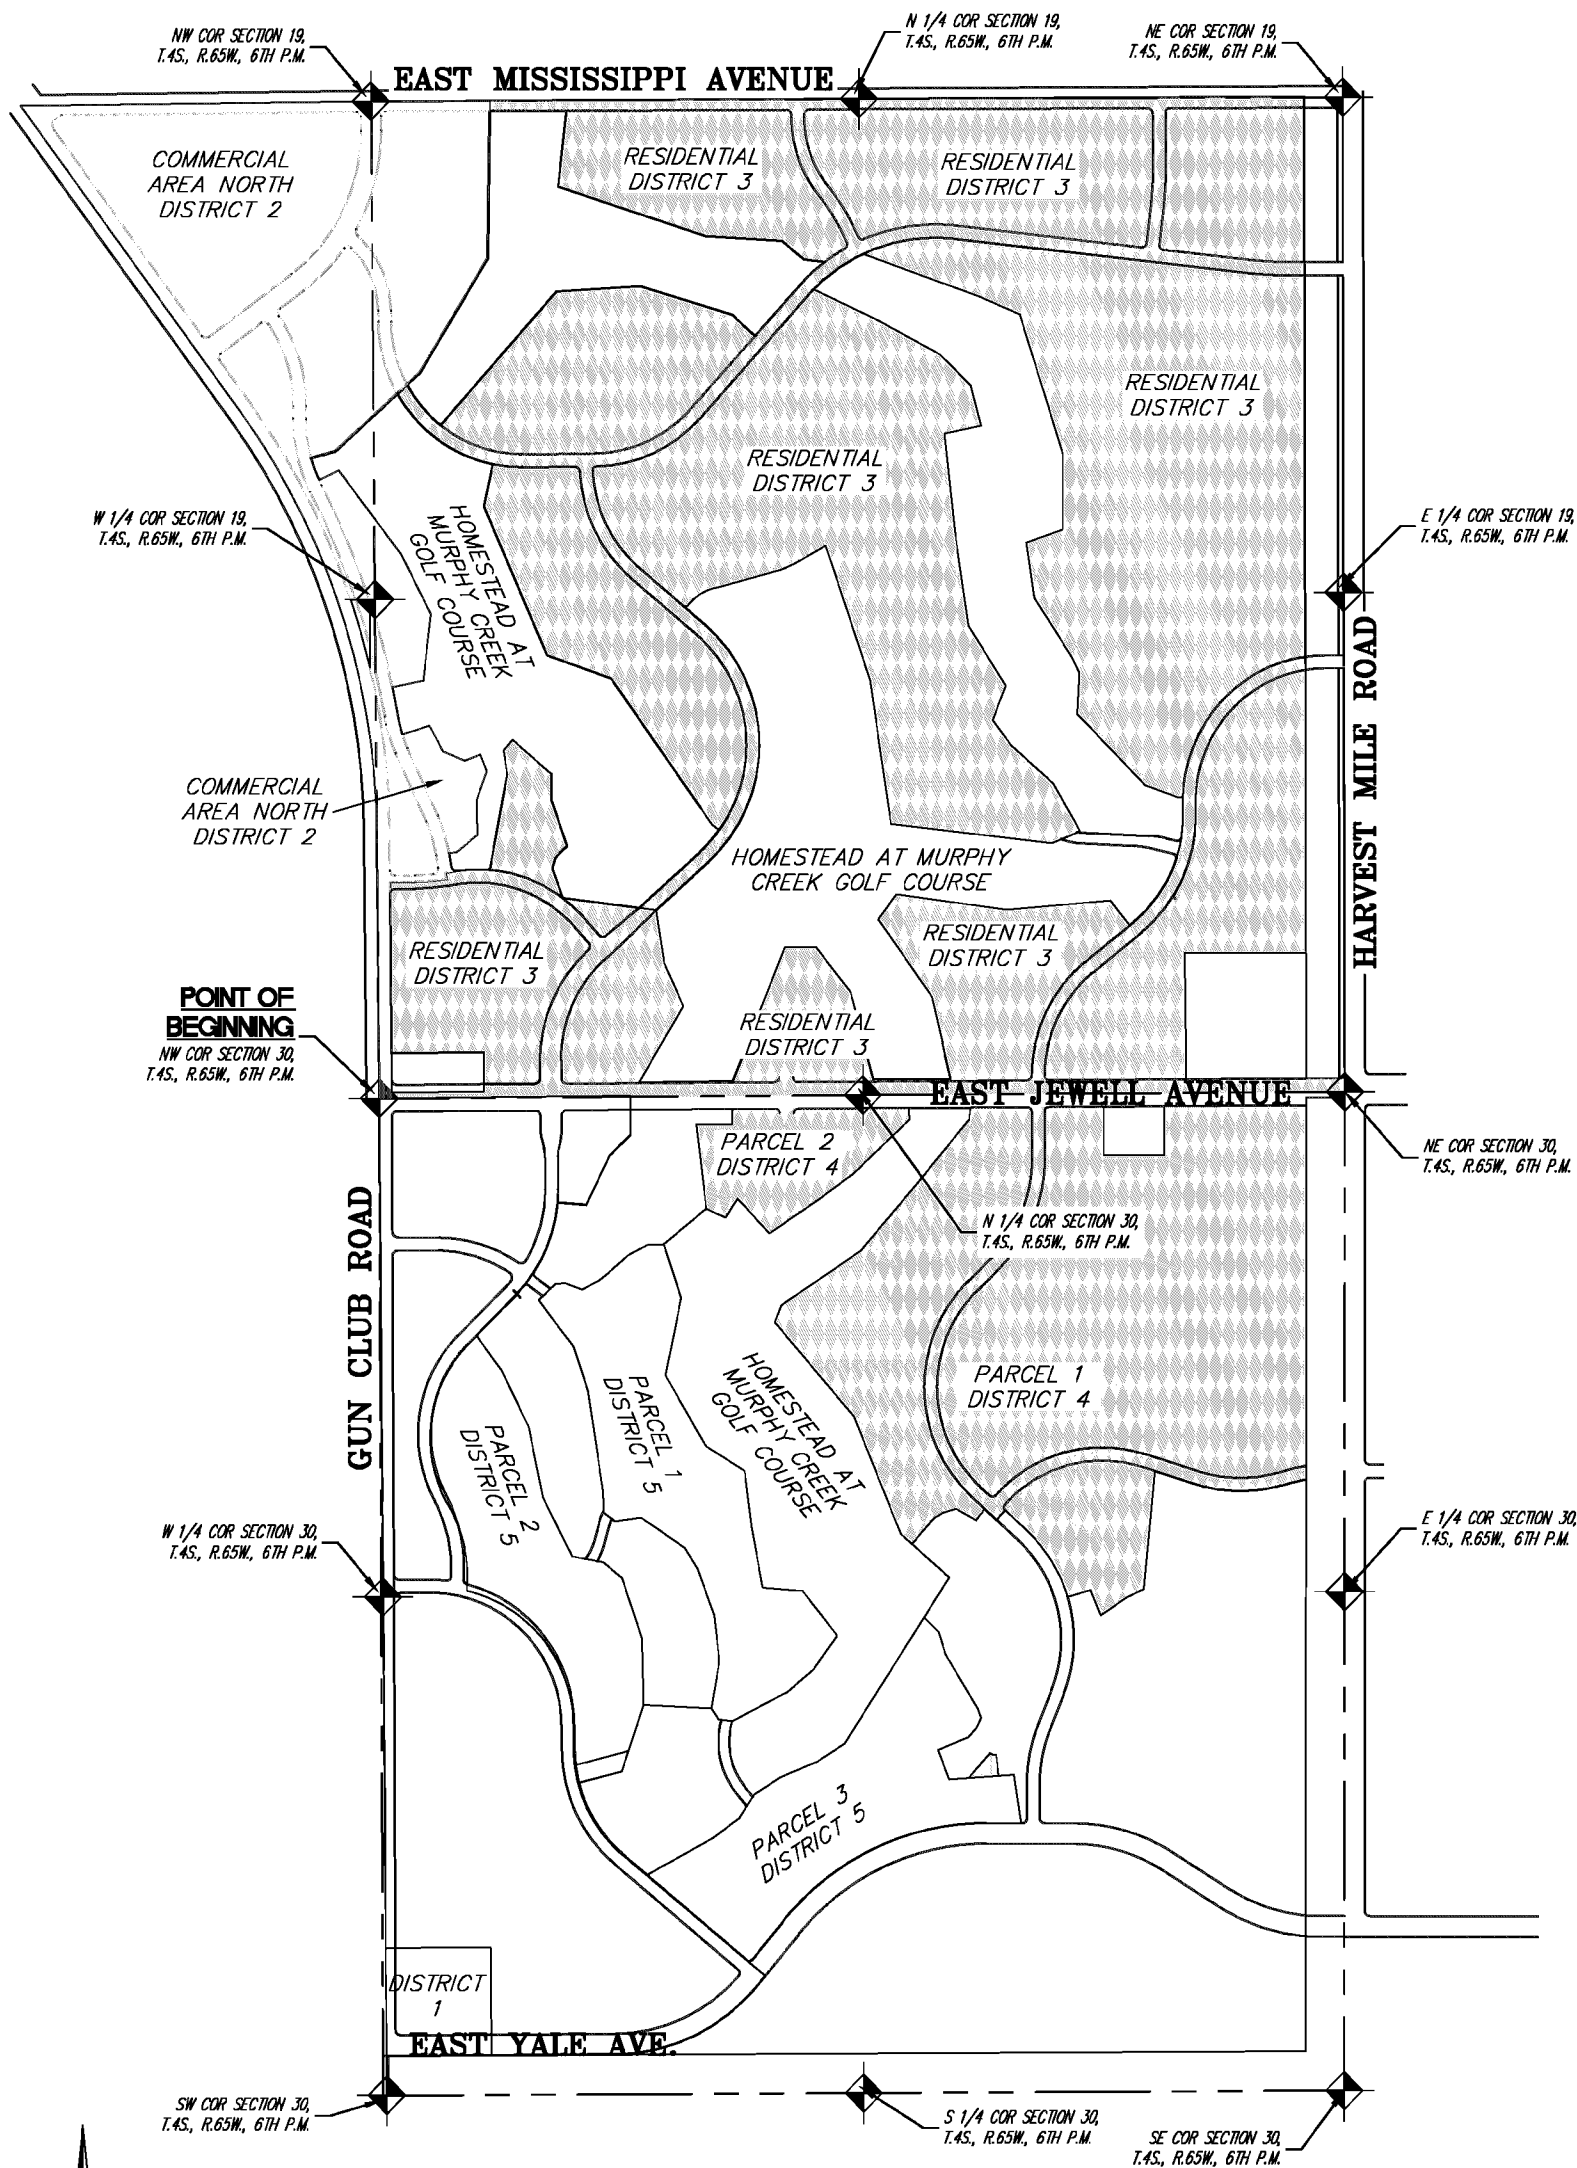 NW COR SECTION 19,
T.4S., R.65W., 6TH P.M.
N 1/4 COR SECTION 19,
T.4S., R.65W., 6TH P.M.
NE COR SECTION 19,
T.4S., R.65W., 6TH P.M.
EAST MISSISSIPPI AVENUE
COMMERCIAL
AREA NORTH
DISTRICT 2
RESIDENTIAL
DISTRICT 3
RESIDENTIAL
DISTRICT 3
RESIDENTIAL
DISTRICT 3
RESIDENTIAL
DISTRICT 3
W 1/4 COR SECTION 19,
T.4S., R.65W., 6TH P.M.
HOMESTEAD AT
MURPHY CREEK
GOLF COURSE
E 1/4 COR SECTION 19,
T.4S., R.65W., 6TH P.M.
HARVEST MILE ROAD
COMMERCIAL
AREA NORTH
DISTRICT 2
HOMESTEAD AT MURPHY
CREEK GOLF COURSE
RESIDENTIAL
DISTRICT 3
RESIDENTIAL
DISTRICT 3
POINT OF
BEGINNING
NW COR SECTION 30,
T.4S., R.65W., 6TH P.M.
RESIDENTIAL
DISTRICT 3
EAST JEWELL AVENUE
PARCEL 2
DISTRICT 4
NE COR SECTION 30,
T.4S., R.65W., 6TH P.M.
N 1/4 COR SECTION 30,
T.4S., R.65W., 6TH P.M.
GUN CLUB ROAD
PARCEL 1
DISTRICT 4
HOMESTEAD AT
MURPHY CREEK
GOLF COURSE
PARCEL 1
DISTRICT 5
PARCEL 2
DISTRICT 5
W 1/4 COR SECTION 30,
T.4S., R.65W., 6TH P.M.
E 1/4 COR SECTION 30,
T.4S., R.65W., 6TH P.M.
PARCEL 3
DISTRICT 5
DISTRICT
1
EAST YALE AVE.
SW COR SECTION 30,
T.4S., R.65W., 6TH P.M.
S 1/4 COR SECTION 30,
T.4S., R.65W., 6TH P.M.
SE COR SECTION 30,
T.4S., R.65W., 6TH P.M.